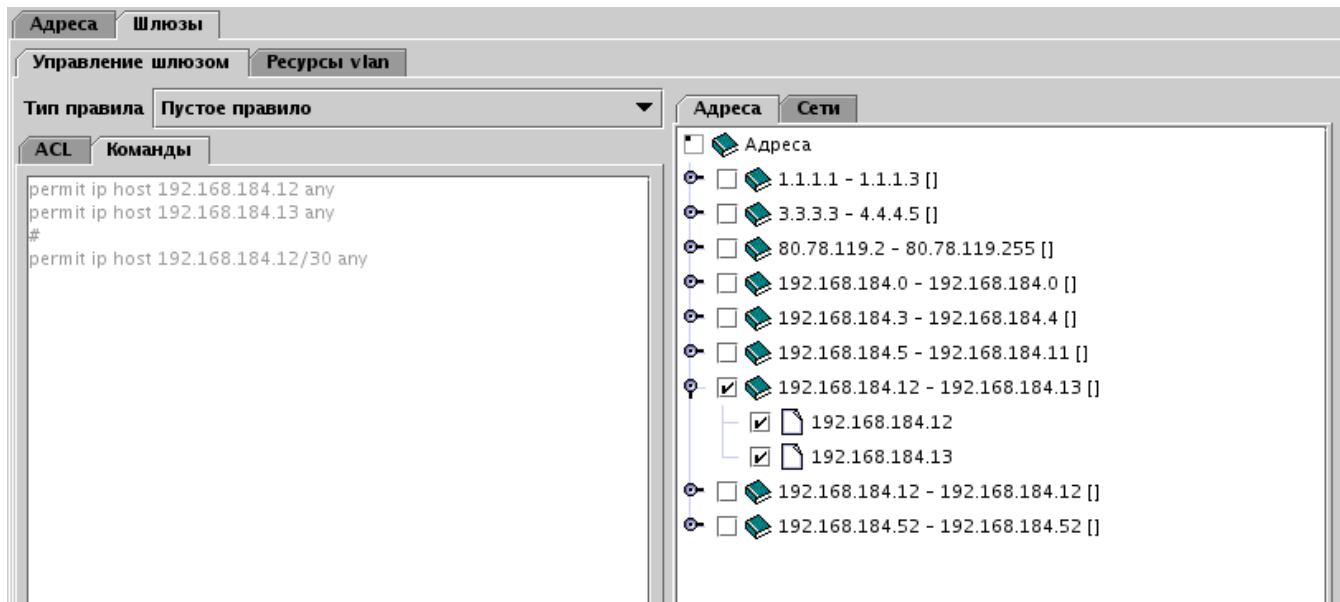 Адреса Шлюзы
Управление шлюзом Ресурсы vlan
Тип правила Пустое правило
ACL Команды
permit ip host 192.168.184.12 any
permit ip host 192.168.184.13 any
#
permit ip host 192.168.184.12/30 any
Адреса Сети
Адреса
1.1.1.1 - 1.1.1.3 []
3.3.3.3 - 4.4.4.5 []
80.78.119.2 - 80.78.119.255 []
192.168.184.0 - 192.168.184.0 []
192.168.184.3 - 192.168.184.4 []
192.168.184.5 - 192.168.184.11 []
192.168.184.12 - 192.168.184.13 []
192.168.184.12
192.168.184.13
192.168.184.12 - 192.168.184.12 []
192.168.184.52 - 192.168.184.52 []